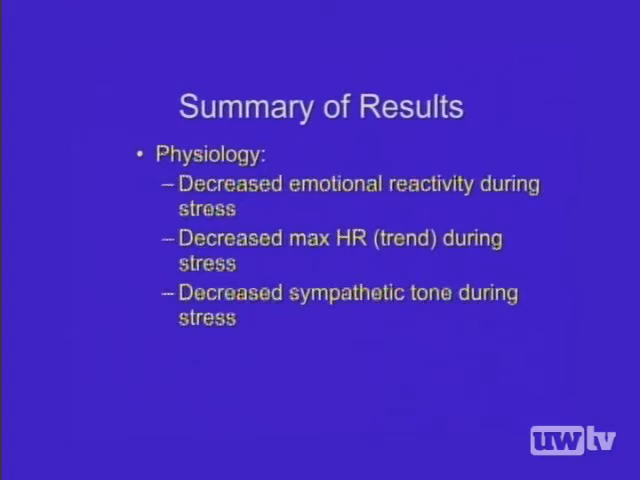 Summary of Results
• Physiology:
– Decreased emotional reactivity during
stress
– Decreased max HR (trend) during
stress
– Decreased sympathetic tone during
stress
uwtv